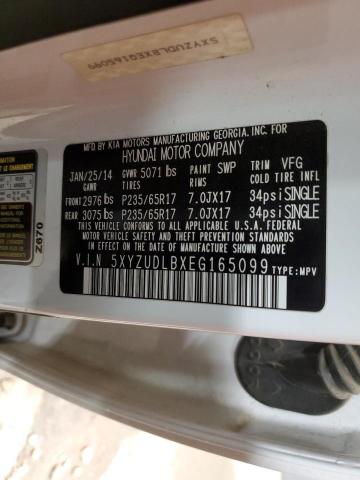 5XYZUDLBXEG165099
MFD BY KIA MOTORS MANUFACTURING GEORGIA, INC. FOR
HYUNDAI MOTOR COMPANY
JAN/25/14 GVWR 5071 lbs PAINT SWP TRIM VFG
GAWR TIRES RIMS COLD TIRE INFL
FRONT 2976 lbs P235/65R17 7.0JX17 34psi SINGLE
REAR 3075 lbs P235/65R17 7.0JX17 34psi SINGLE
THIS VEHICLE CONFORMS TO ALL APPLICABLE U.S.A. FEDERAL
MOTOR VEHICLE SAFETY AND THEFT PREVENTION STANDARDS
IN EFFECT ON THE DATE OF MANUFACTURE SHOWN ABOVE.
V.I.N 5XYZUDLBXEG165099 TYPE:MPV
Z670